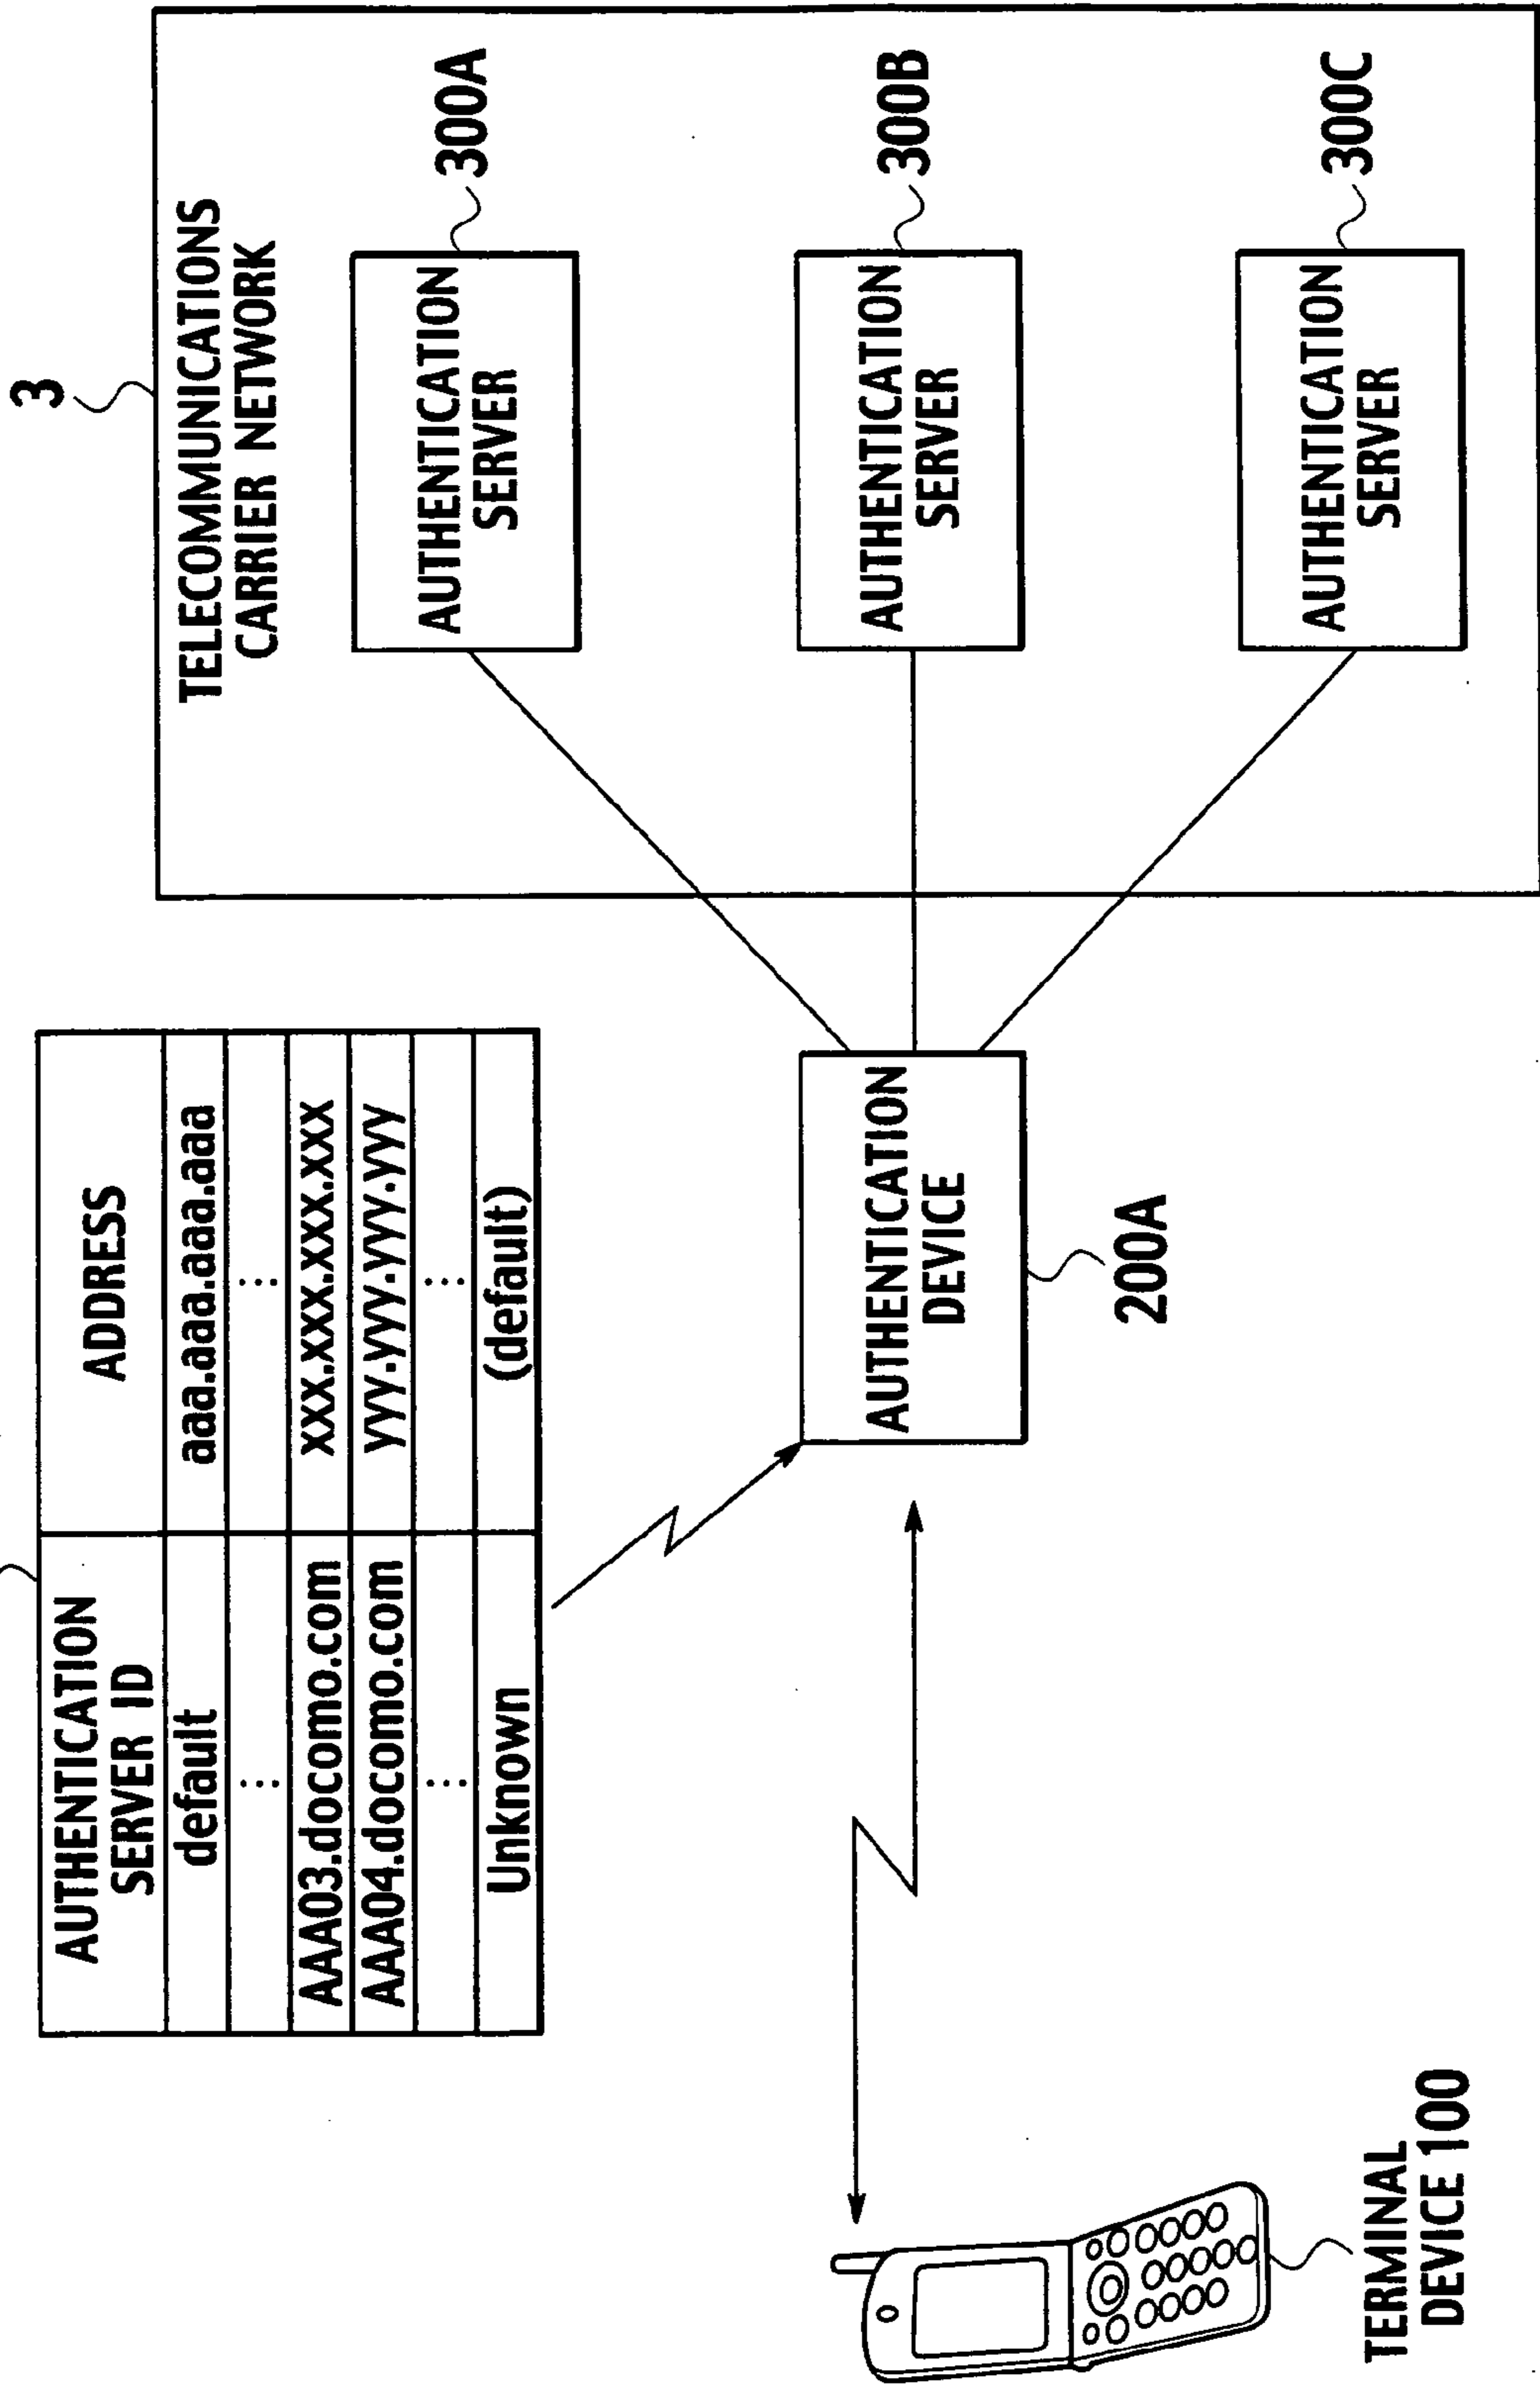 AUTHENTICATION
SERVER ID
ADDRESS
default
aaa.aaa.aaa.aaa
...
...
AAA03.docomo.com
xxx.xxx.xxx.xxx
AAA04.docomo.com
yyy.yyy.yyy.yyy
...
...
Unknown
(default)
3
TELECOMMUNICATIONS
CARRIER NETWORK
AUTHENTICATION
SERVER
300A
AUTHENTICATION
SERVER
300B
AUTHENTICATION
SERVER
300C
AUTHENTICATION
DEVICE
200A
TERMINAL
DEVICE 100